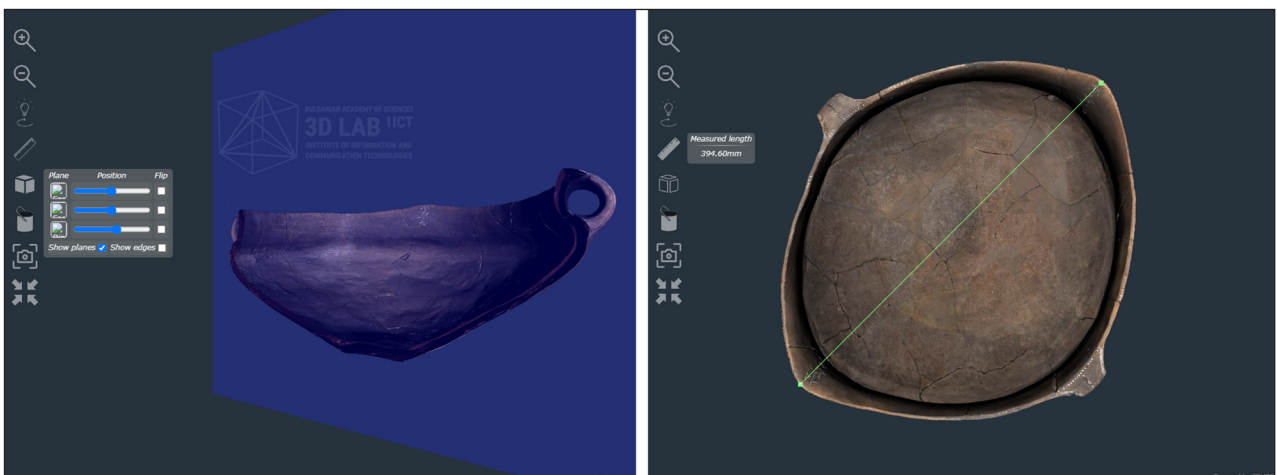 BULGARIAN ACADEMY OF SCIENCES
3D LAB IICT
INSTITUTE OF INFORMATION AND
COMMUNICATION TECHNOLOGIES
Plane Position Flip
Show planes Show edges
Measured length
394.60mm